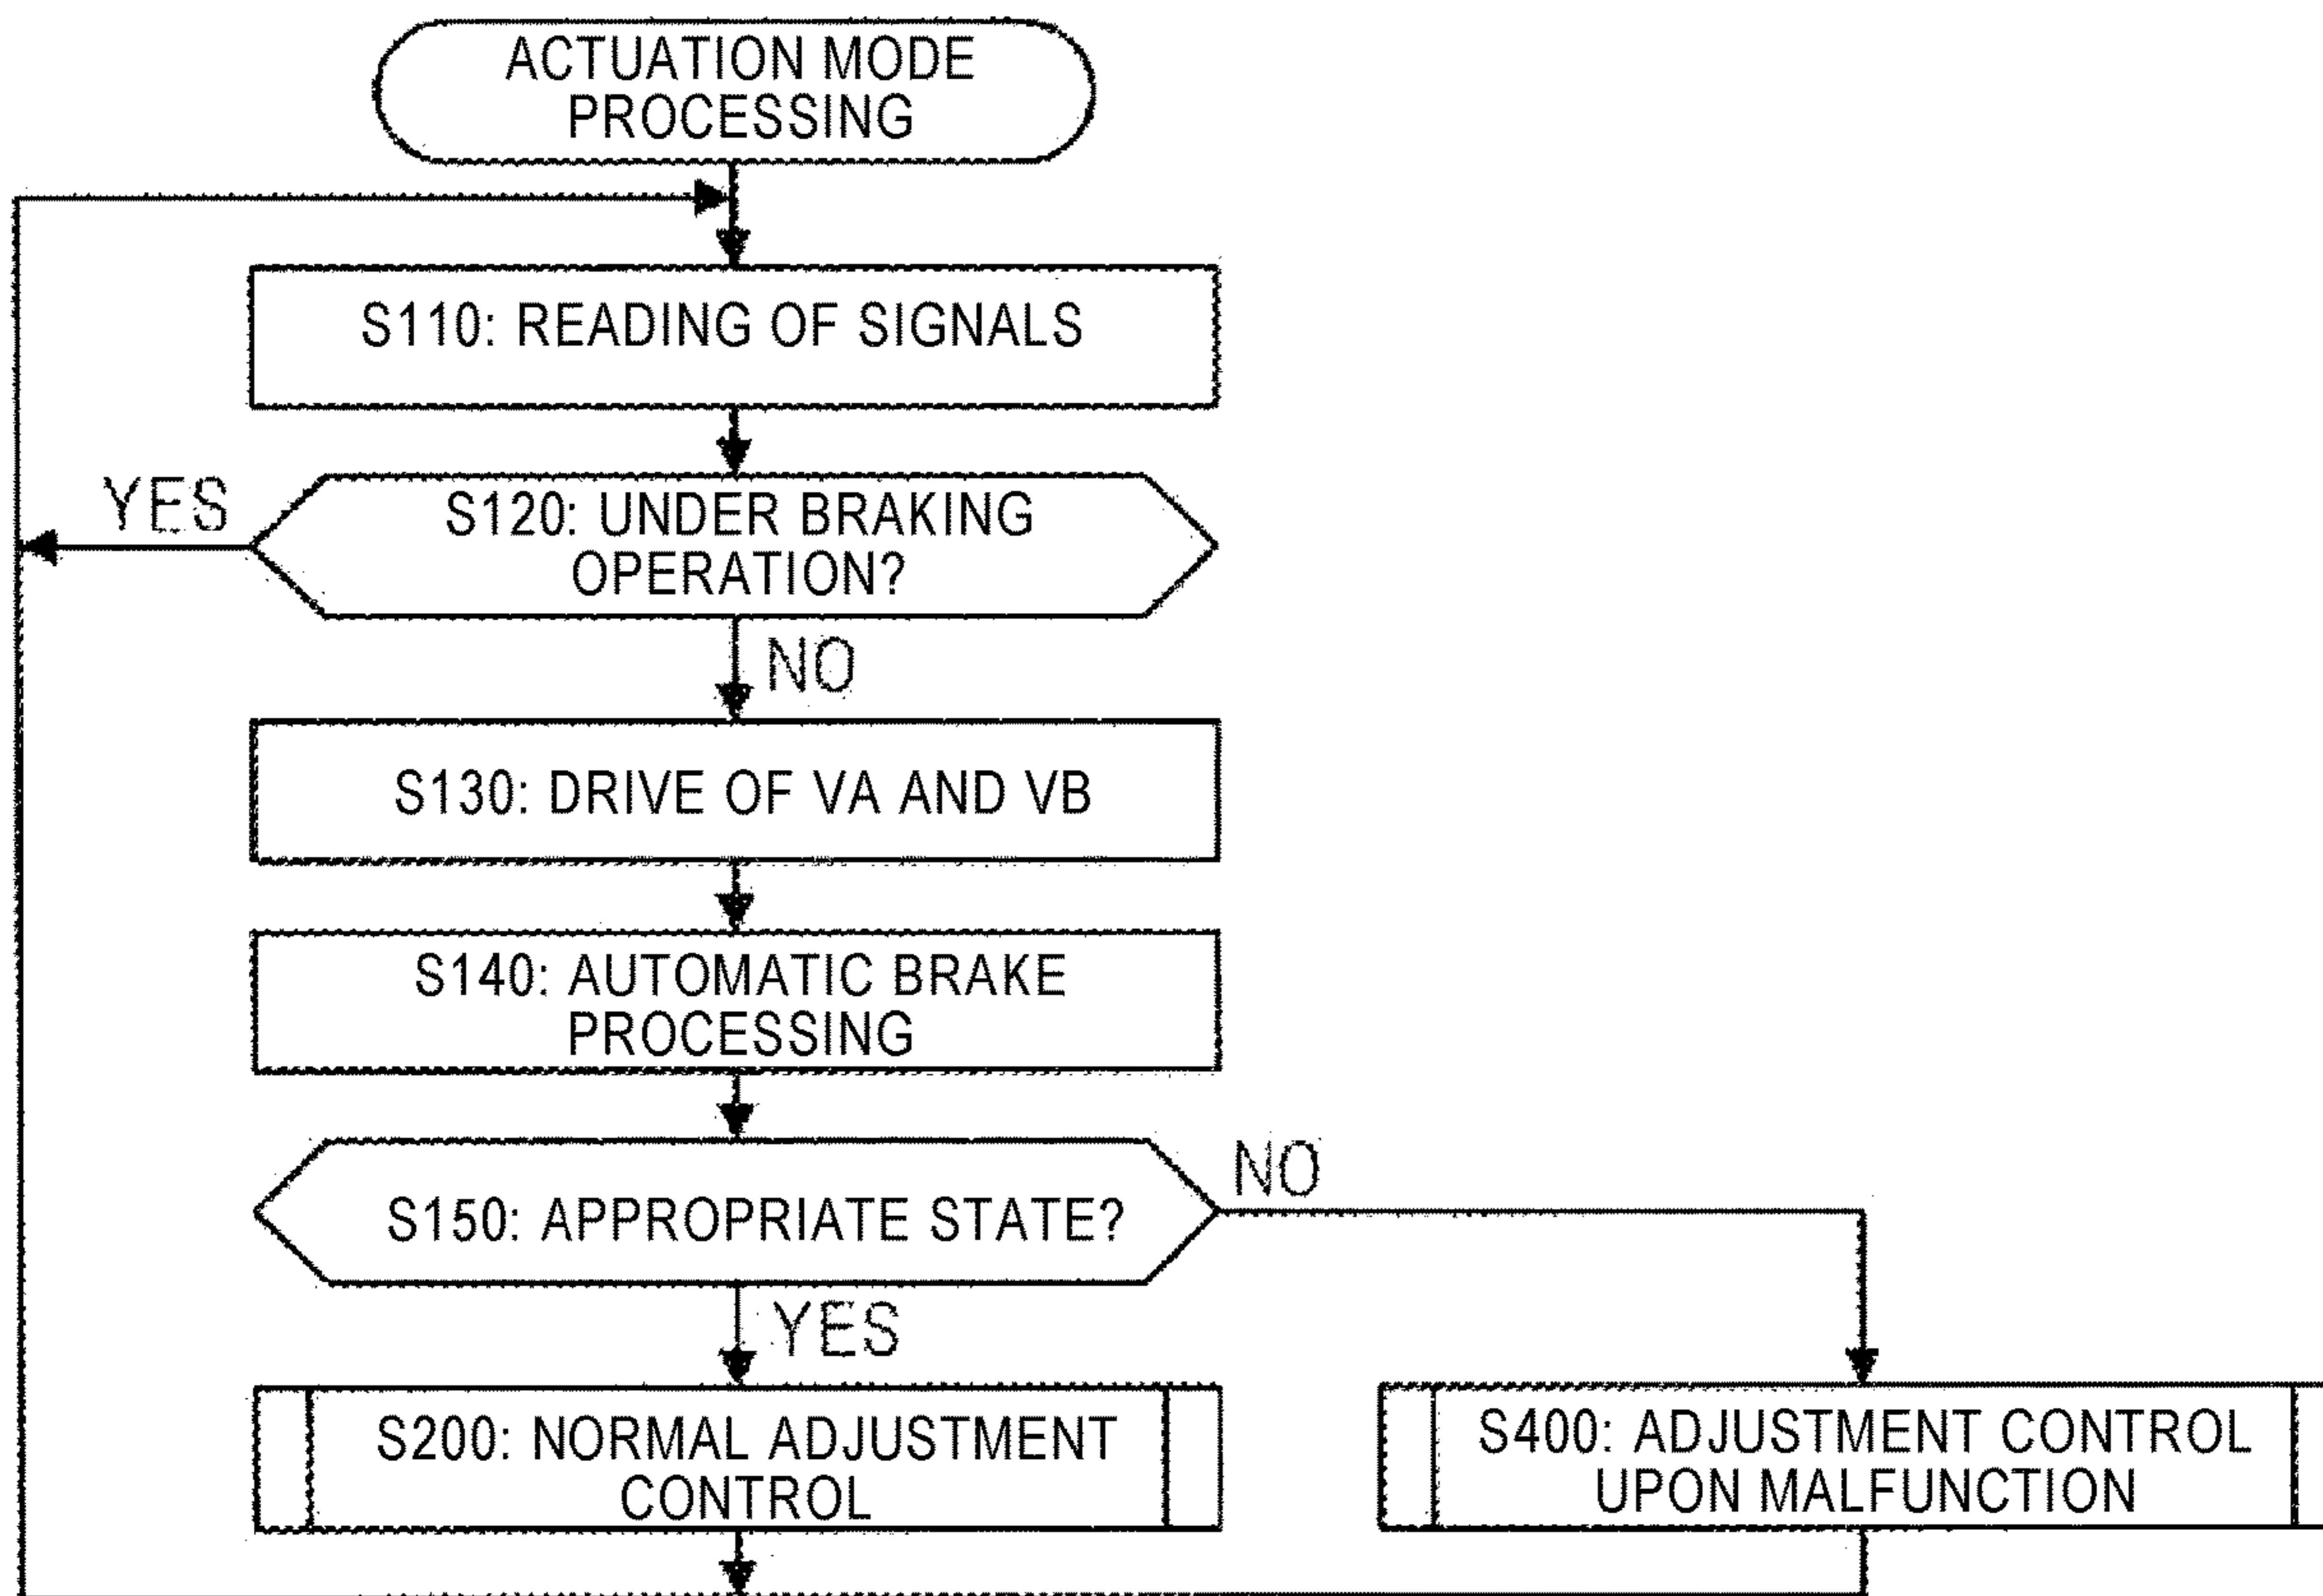 ACTUATION MODE
PROCESSING
S110: READING OF SIGNALS
YES
S120: UNDER BRAKING
OPERATION?
NO
S130: DRIVE OF VA AND VB
S140: AUTOMATIC BRAKE
PROCESSING
S150: APPROPRIATE STATE?
NO
YES
S200: NORMAL ADJUSTMENT
CONTROL
S400: ADJUSTMENT CONTROL
UPON MALFUNCTION